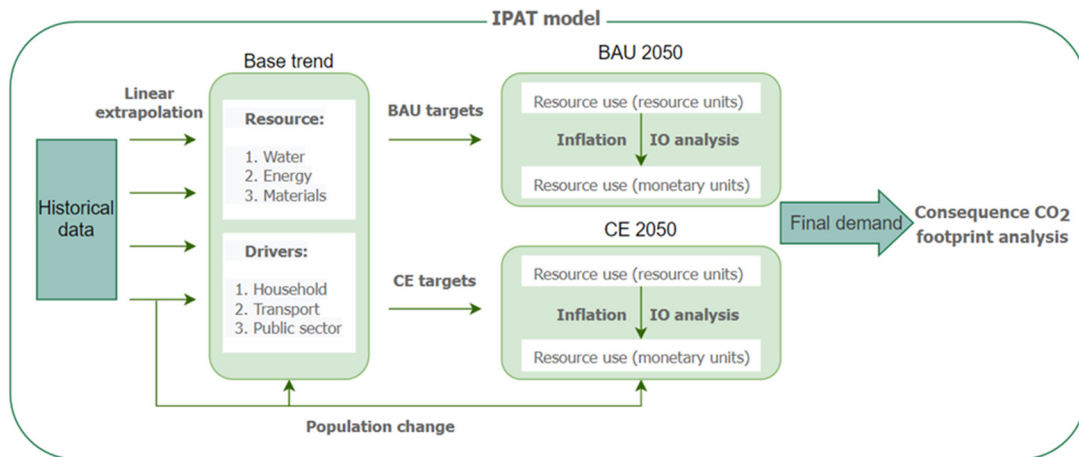 IPAT model
Base trend
BAU 2050
Linear
extrapolation
Historical
data
Resource:
1. Water
2. Energy
3. Materials
Drivers:
1. Household
2. Transport
3. Public sector
BAU targets
CE targets
Resource use (resource units)
Inflation IO analysis
Resource use (monetary units)
CE 2050
Resource use (resource units)
Inflation IO analysis
Resource use (monetary units)
Final demand
Consequence CO2
footprint analysis
Population change